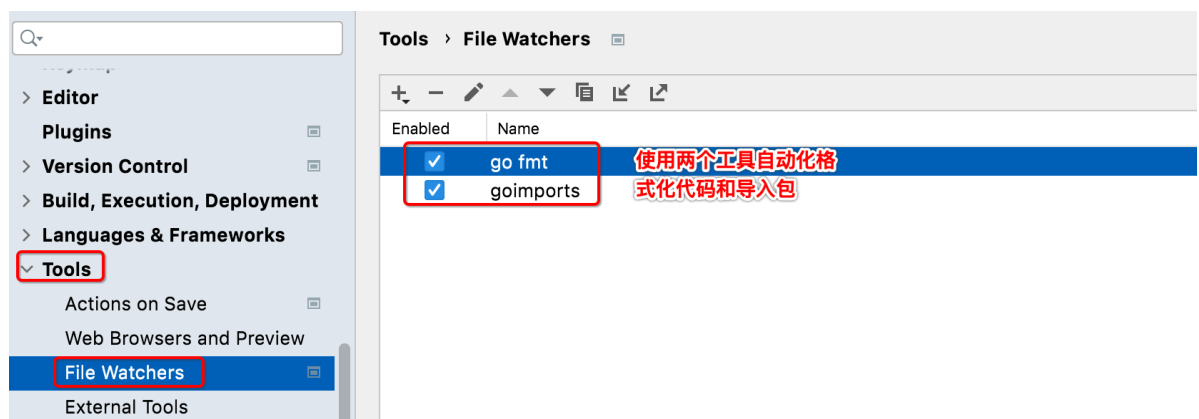 Tools › File Watchers
Editor
Plugins
Version Control
Build, Execution, Deployment
Languages & Frameworks
Tools
Actions on Save
Web Browsers and Preview
File Watchers
External Tools
Enabled Name
go fmt
goimports
使用两个工具自动化格
式化代码和导入包